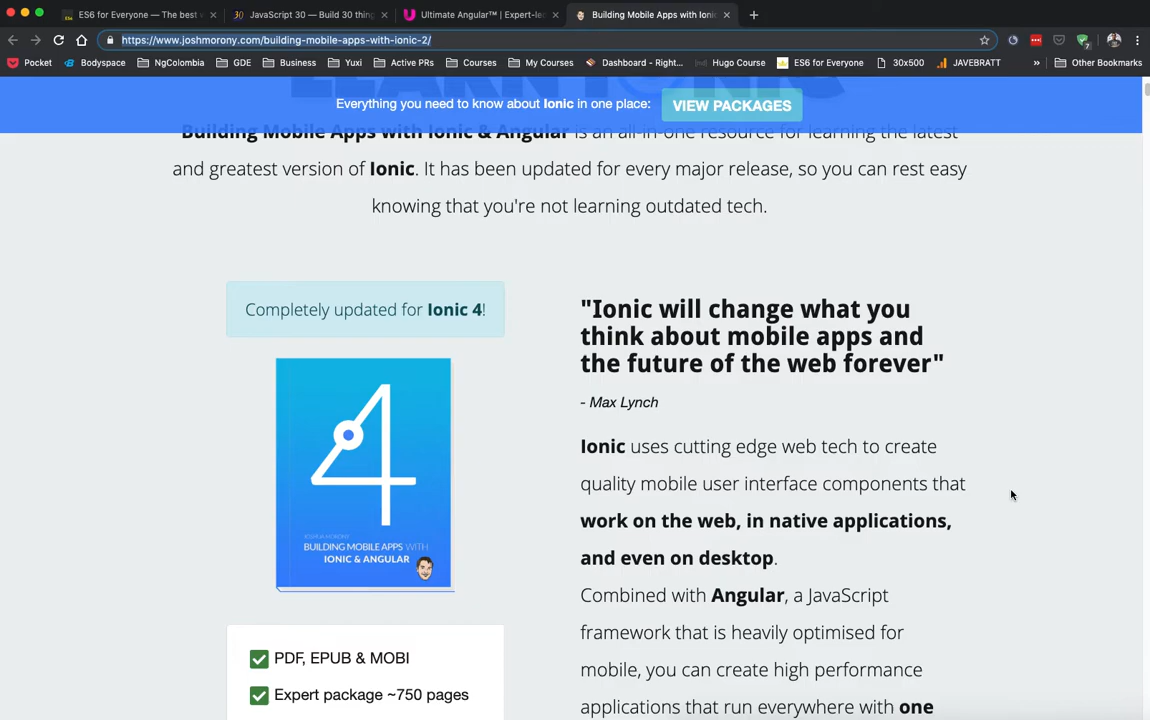 ES6 for Everyone — The best
JavaScript 30 — Build 30 thing
Ultimate Angular™ | Expert-le
Building Mobile Apps with Ionic
https://www.joshmorony.com/building-mobile-apps-with-ionic-2/
Pocket
Bodyspace
NgColombia
GDE
Business
Yuxi
Active PRs
Courses
My Courses
Dashboard - Right...
Hugo Course
ES6 for Everyone
30x500
JAVEBRATT
»
Other Bookmarks
LEARN IONIC
Everything you need to know about Ionic in one place:
VIEW PACKAGES
Building Mobile Apps with Ionic & Angular is an all-in-one resource for learning the latest
and greatest version of Ionic. It has been updated for every major release, so you can rest easy
knowing that you're not learning outdated tech.
Completely updated for Ionic 4!
4
JOSHUA MORONY
BUILDING MOBILE APPS WITH
IONIC & ANGULAR
PDF, EPUB & MOBI
Expert package ~750 pages
"Ionic will change what you
think about mobile apps and
the future of the web forever"
- Max Lynch
Ionic uses cutting edge web tech to create
quality mobile user interface components that
work on the web, in native applications,
and even on desktop.
Combined with Angular, a JavaScript
framework that is heavily optimised for
mobile, you can create high performance
applications that run everywhere with one